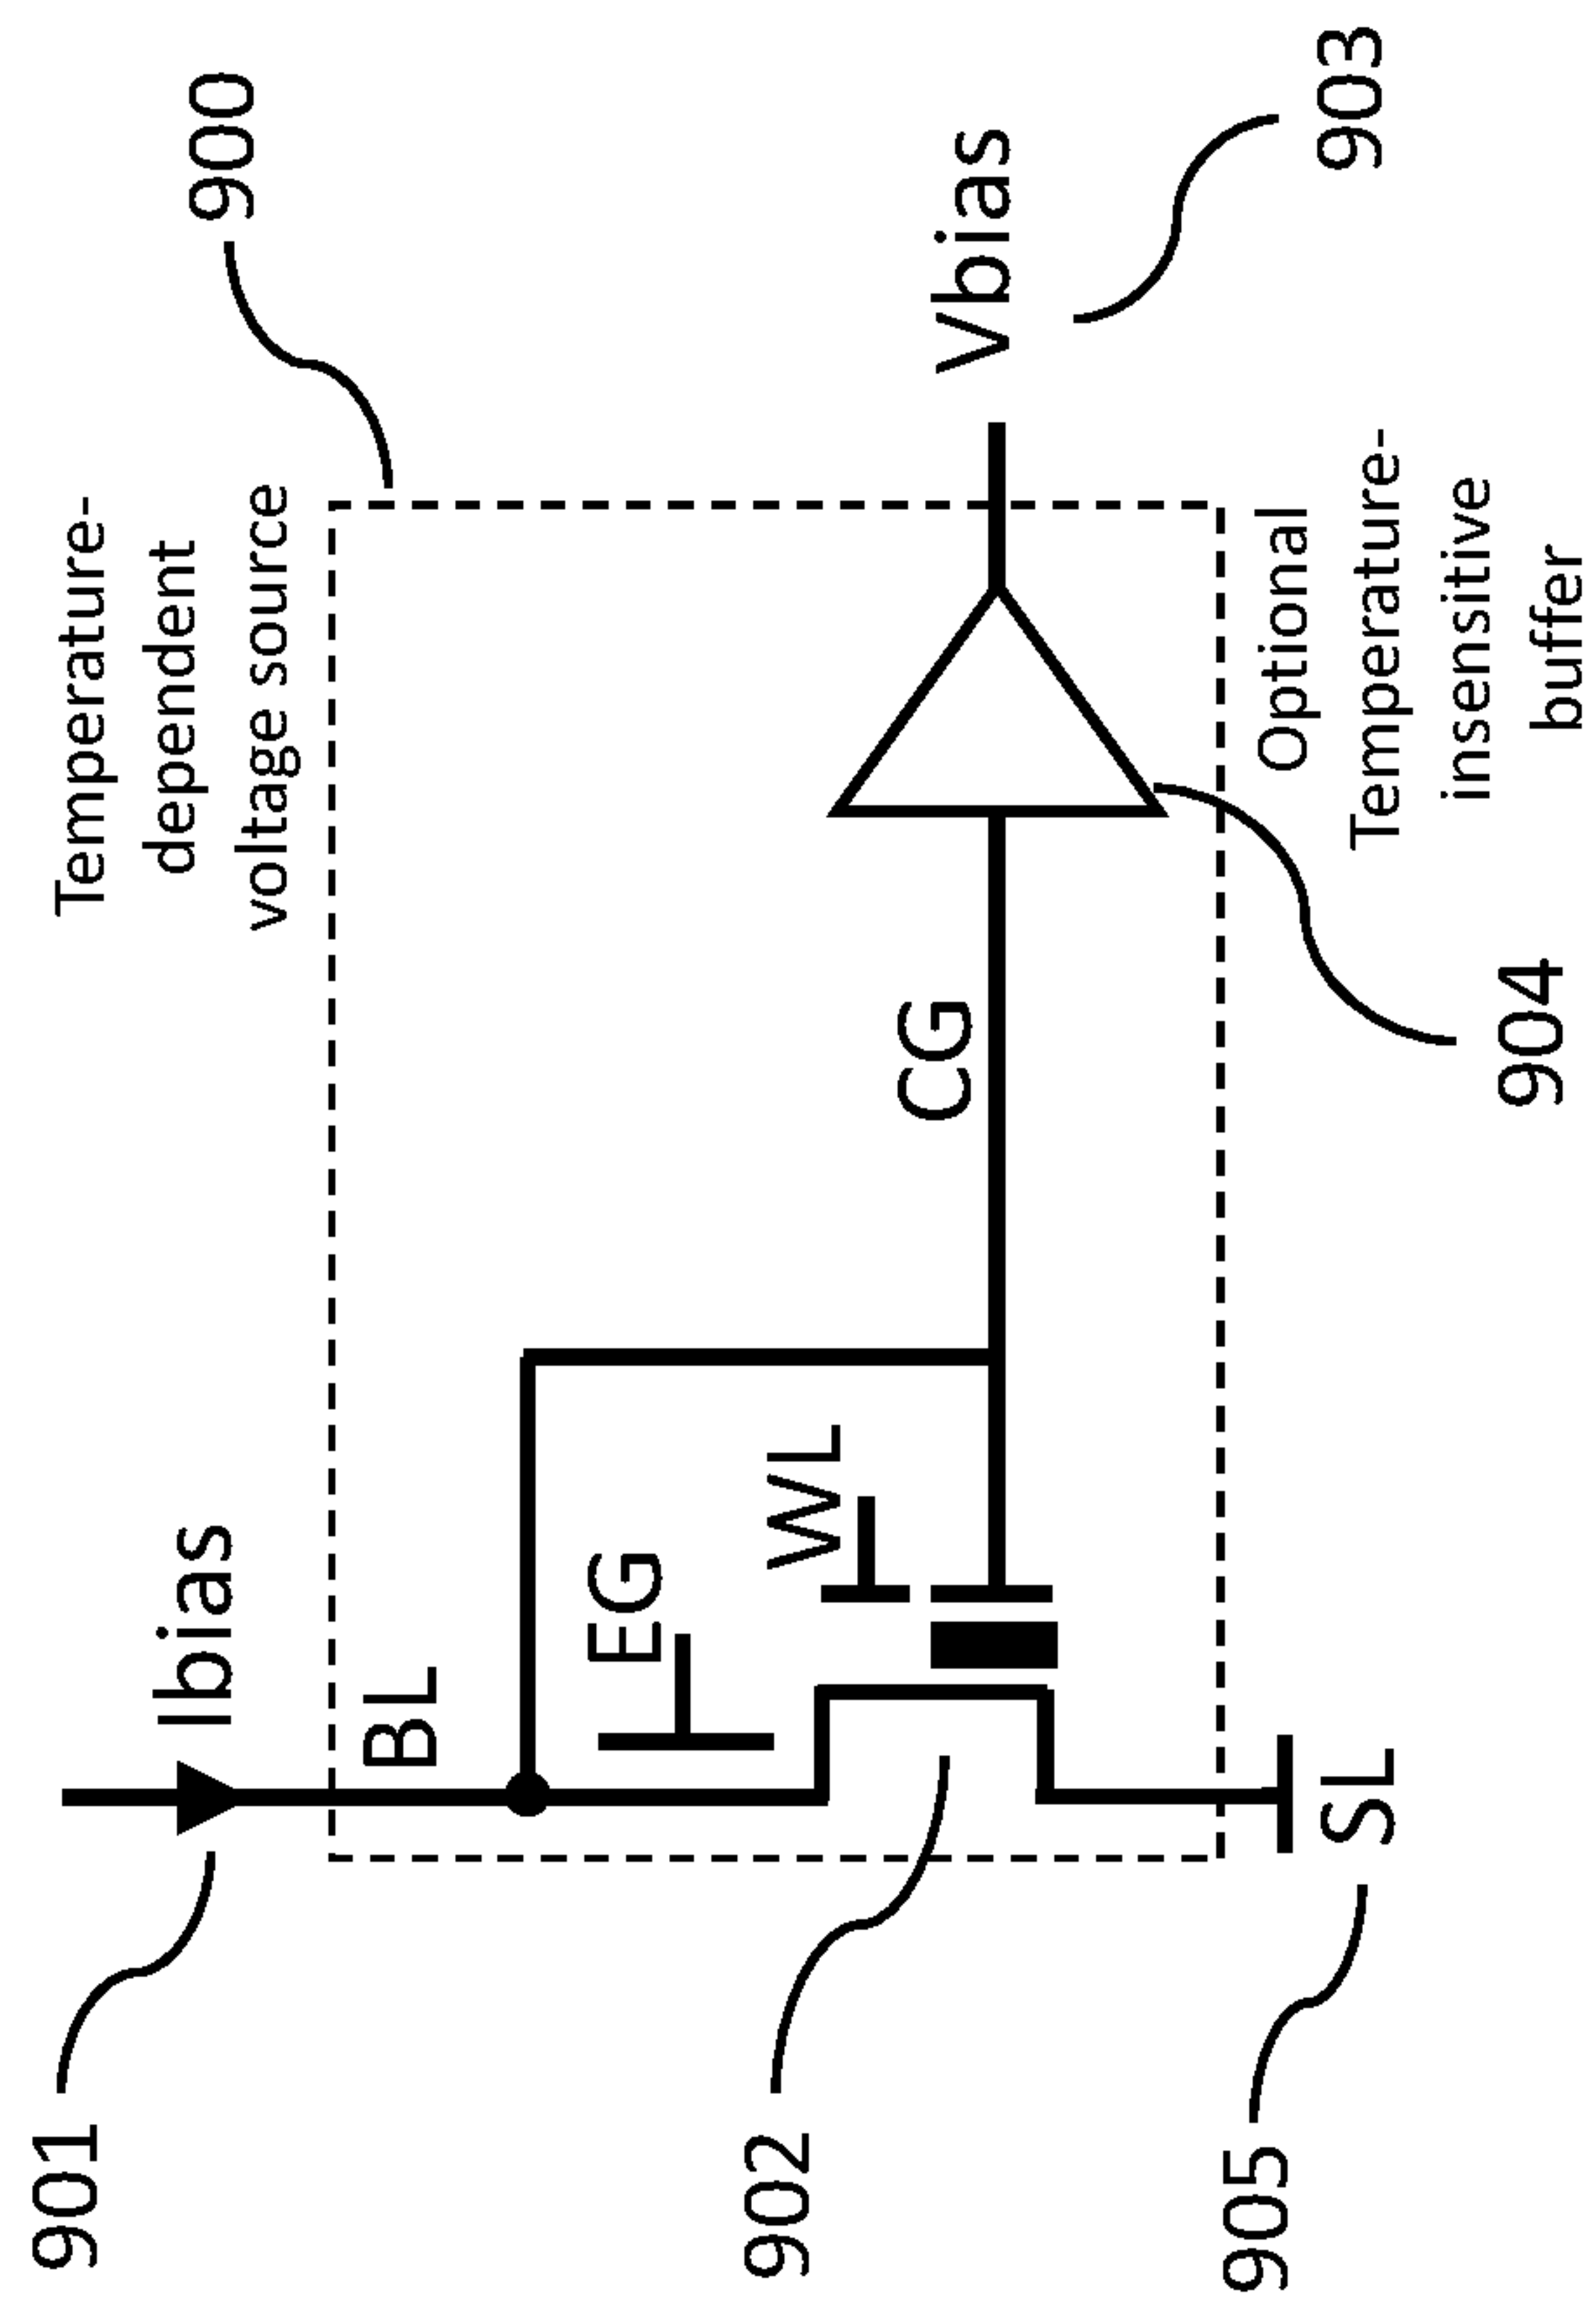 901
Ibias
Temperature-
dependent
voltage source
900
BL
EG
WL
902
CG
Vbias
905
SL
904
Optional
Temperature-
insensitive
buffer
903